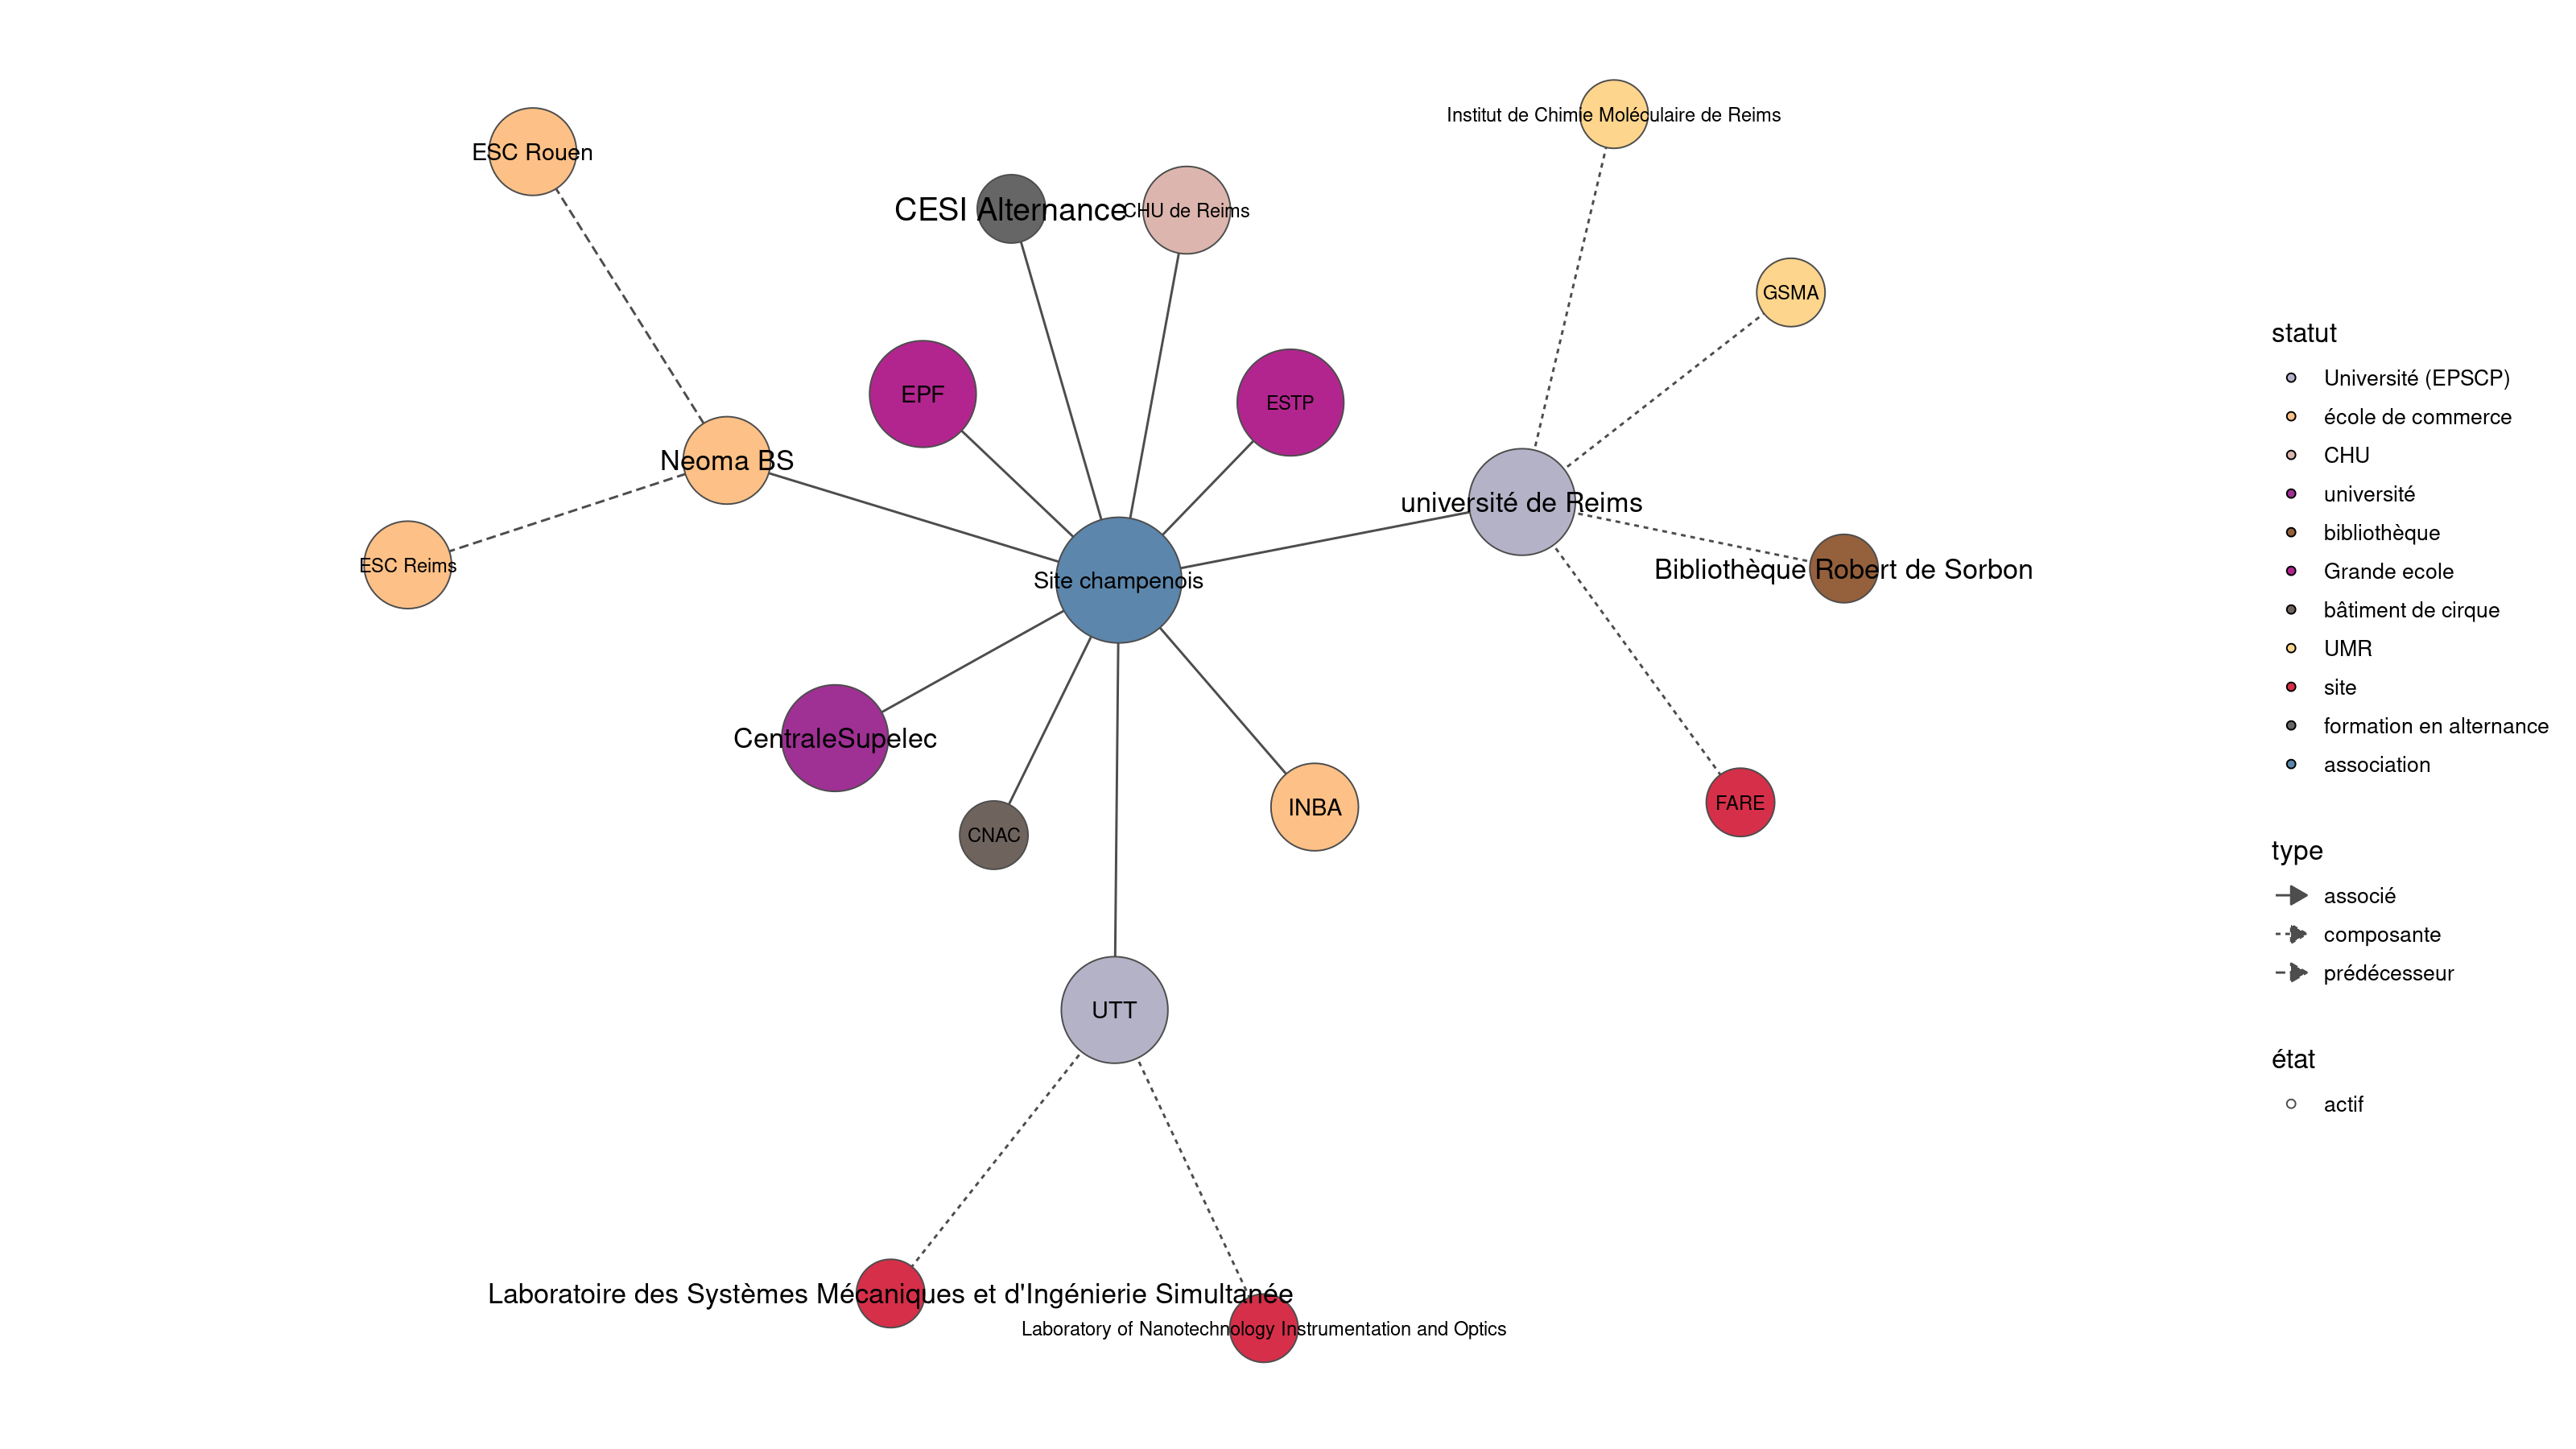 Institut de Chimie Moléculaire de Reims
ESC Rouen
CESI Alternance
CHU de Reims
GSMA
EPF
ESTP
Neoma BS
université de Reims
ESC Reims
Bibliothèque Robert de Sorbon
Site champenois
CentraleSupelec
FARE
INBA
CNAC
UTT
Laboratoire des Systèmes Mécaniques et d'Ingénierie Simultanée
Laboratory of Nanotechnology Instrumentation and Optics
statut
Université (EPSCP)
école de commerce
CHU
université
bibliothèque
Grande ecole
bâtiment de cirque
UMR
site
formation en alternance
association
type
associé
composante
prédécesseur
état
actif